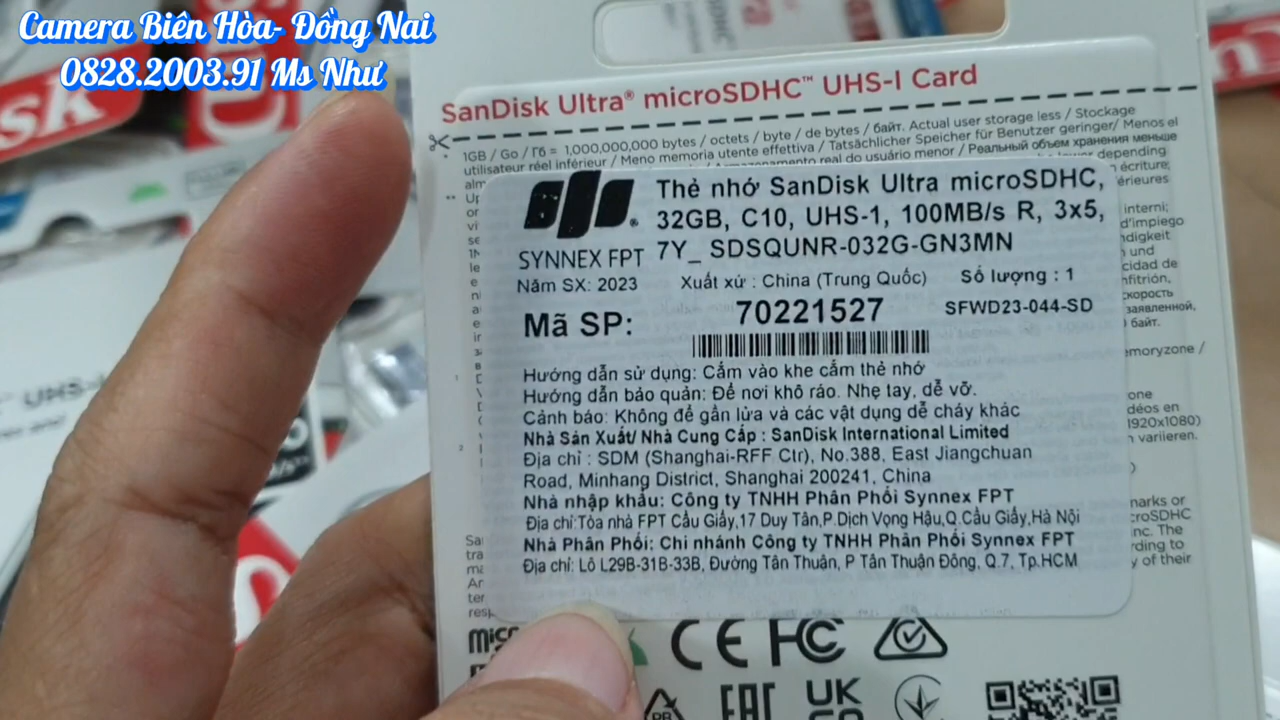 Camera Biên Hòa- Đồng Nai
0828.2003.91 Ms Như
SanDisk Ultra® microSDHC™ UHS-I Card
1GB / Go / Гб = 1,000,000,000 bytes / octets / byte / de bytes / байт. Actual user storage less / Stockage
utilisateur réel inférieur / Meno memoria utente effettiva / Tatsächlicher Speicher für Benutzer geringer/ Menos el
real do usuário menor / Реальный объем хранения меньше
SYNNEX FPT
Thẻ nhớ SanDisk Ultra microSDHC,
32GB, C10, UHS-1, 100MB/s R, 3x5,
7Y_ SDSQUNR-032G-GN3MN
Năm SX: 2023 Xuất xứ : China (Trung Quốc) Số lượng : 1
Mã SP: 70221527 SFWD23-044-SD
Hướng dẫn sử dụng: Cắm vào khe cắm thẻ nhớ
Hướng dẫn bảo quản: Để nơi khô ráo. Nhẹ tay, dễ vỡ.
Cảnh báo: Không để gần lửa và các vật dụng dễ cháy khác
Nhà Sản Xuất/ Nhà Cung Cấp : SanDisk International Limited
Địa chỉ : SDM (Shanghai-RFF Ctr), No.388, East Jiangchuan
Road, Minhang District, Shanghai 200241, China
Nhà nhập khẩu: Công ty TNHH Phân Phối Synnex FPT
Địa chỉ:Tòa nhà FPT Cầu Giấy,17 Duy Tân,P.Dịch Vọng Hậu,Q.Cầu Giấy,Hà Nội
Nhà Phân Phối: Chi nhánh Công ty TNHH Phân Phối Synnex FPT
Địa chỉ: Lô L29B-31B-33B, Đường Tân Thuận, P Tân Thuận Đông, Q.7, Tp.HCM
CE
EAC
UK